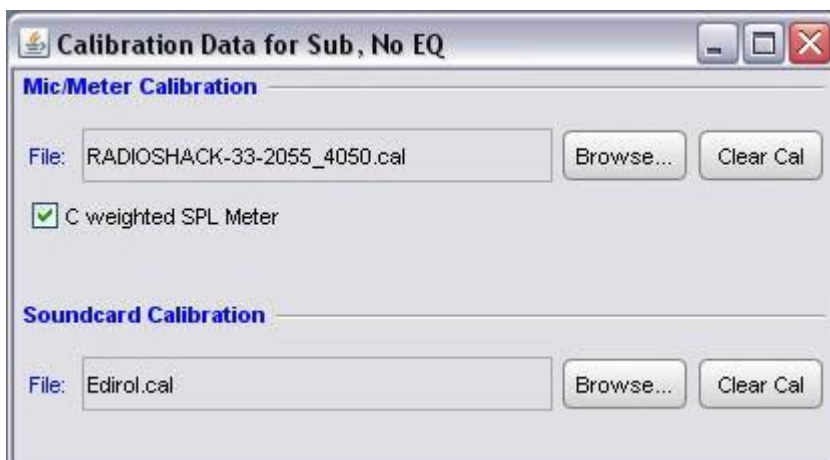 Calibration Data for Sub, No EQ
Mic/Meter Calibration
File: RADIOSHACK-33-2055_4050.cal Browse... Clear Cal
C weighted SPL Meter
Soundcard Calibration
File: Edirol.cal Browse... Clear Cal